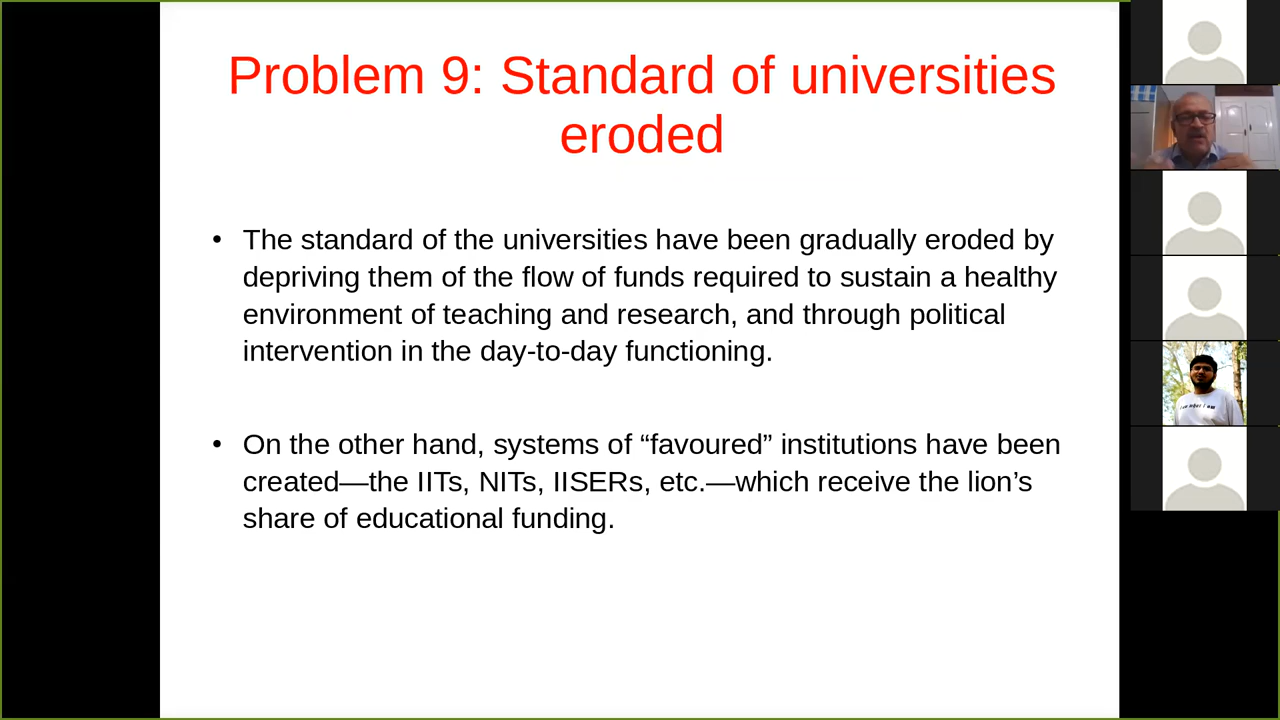 Problem 9: Standard of universities
eroded
• The standard of the universities have been gradually eroded by
depriving them of the flow of funds required to sustain a healthy
environment of teaching and research, and through political
intervention in the day-to-day functioning.
• On the other hand, systems of “favoured” institutions have been
created—the IITs, NITs, IISERs, etc.—which receive the lion’s
share of educational funding.